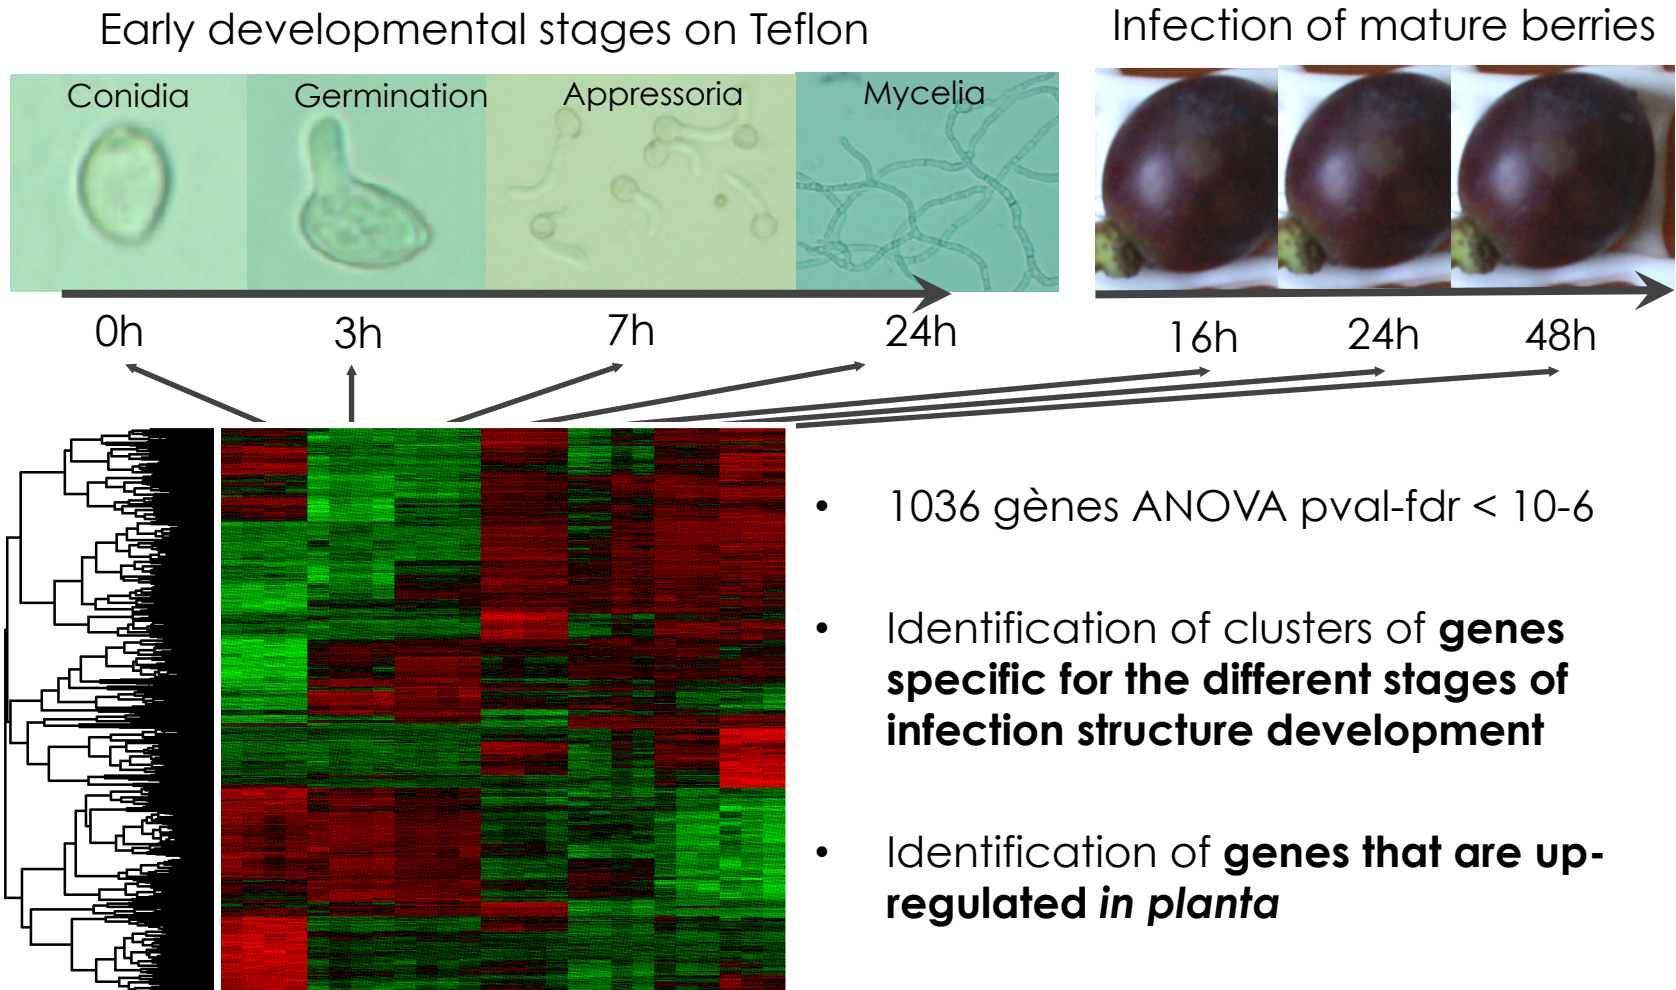 Early developmental stages on Teflon
Infection of mature berries
Conidia
Germination
Appressoria
Mycelia
0h
3h
7h
24h
16h
24h
48h
• 1036 gènes ANOVA pval-fdr < 10-6
• Identification of clusters of genes
specific for the different stages of
infection structure development
• Identification of genes that are up-
regulated in planta